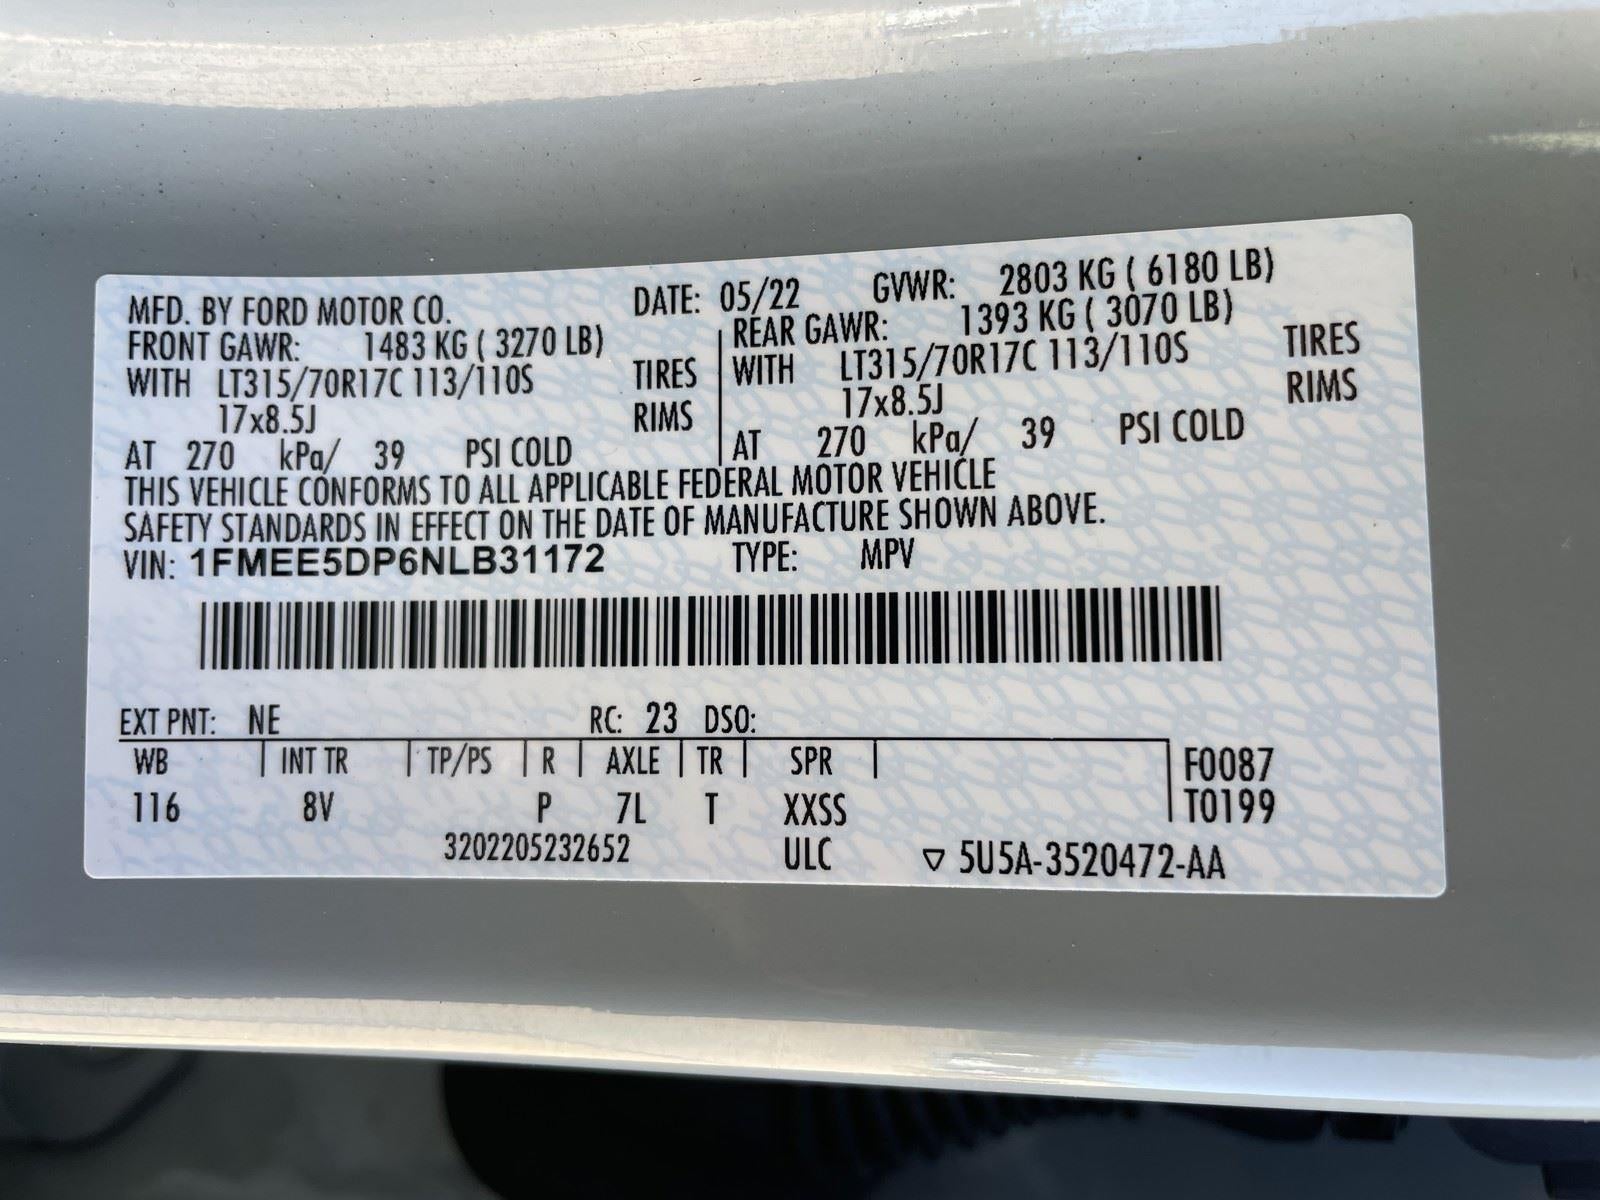 MFD. BY FORD MOTOR CO. DATE: 05/22 GVWR: 2803 KG ( 6180 LB)
FRONT GAWR: 1483 KG ( 3270 LB) REAR GAWR: 1393 KG ( 3070 LB)
WITH LT315/70R17C 113/110S TIRES WITH LT315/70R17C 113/110S TIRES
17x8.5J RIMS 17x8.5J RIMS
AT 270 kPa/ 39 PSI COLD AT 270 kPa/ 39 PSI COLD
THIS VEHICLE CONFORMS TO ALL APPLICABLE FEDERAL MOTOR VEHICLE
SAFETY STANDARDS IN EFFECT ON THE DATE OF MANUFACTURE SHOWN ABOVE.
VIN: 1FMEE5DP6NLB31172 TYPE: MPV
EXT PNT: NE RC: 23 DSO:
WB INT TR TP/PS R AXLE TR SPR F0087
116 8V P 7L T XXSS T0199
3202205232652 ULC ▽ 5U5A-3520472-AA